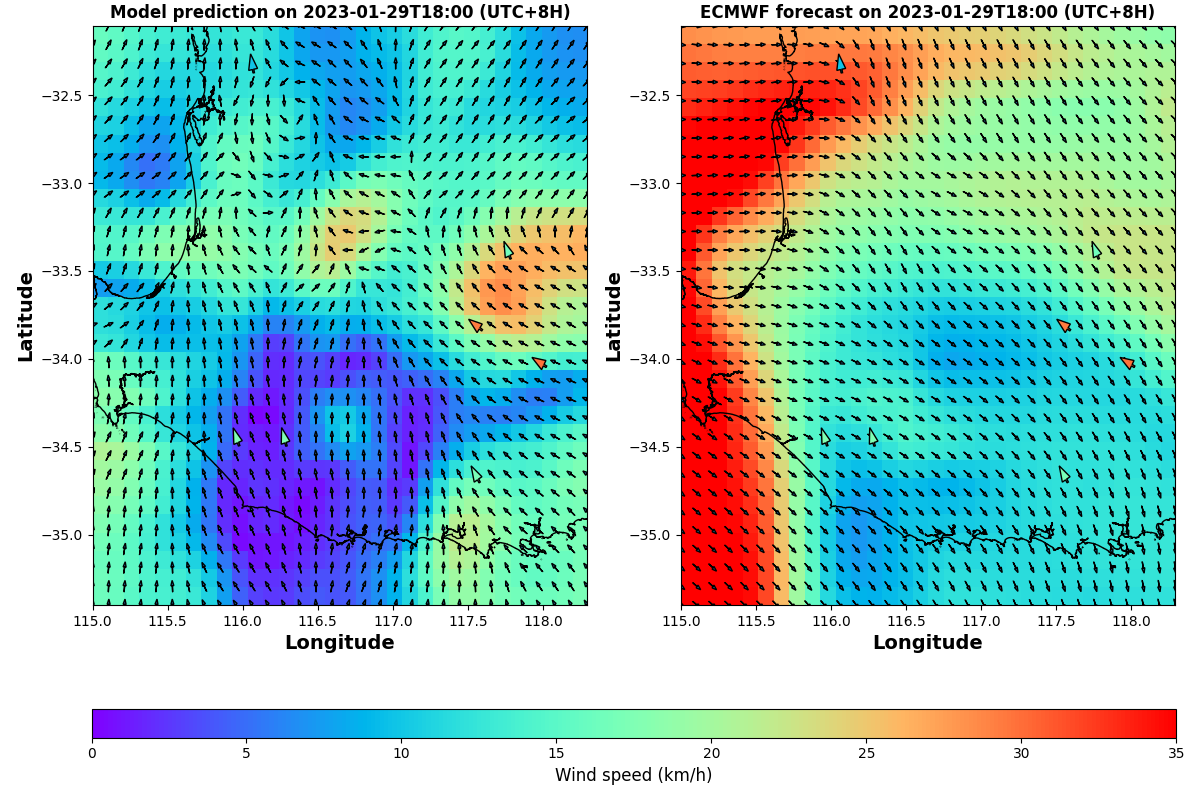 Model prediction on 2023-01-29T18:00 (UTC+8H)
ECMWF forecast on 2023-01-29T18:00 (UTC+8H)
Latitude
−32.5
−33.0
−33.5
−34.0
−34.5
−35.0
115.0 115.5 116.0 116.5 117.0 117.5 118.0
Longitude
Latitude
−32.5
−33.0
−33.5
−34.0
−34.5
−35.0
115.0 115.5 116.0 116.5 117.0 117.5 118.0
Longitude
0 5 10 15 20 25 30 35
Wind speed (km/h)